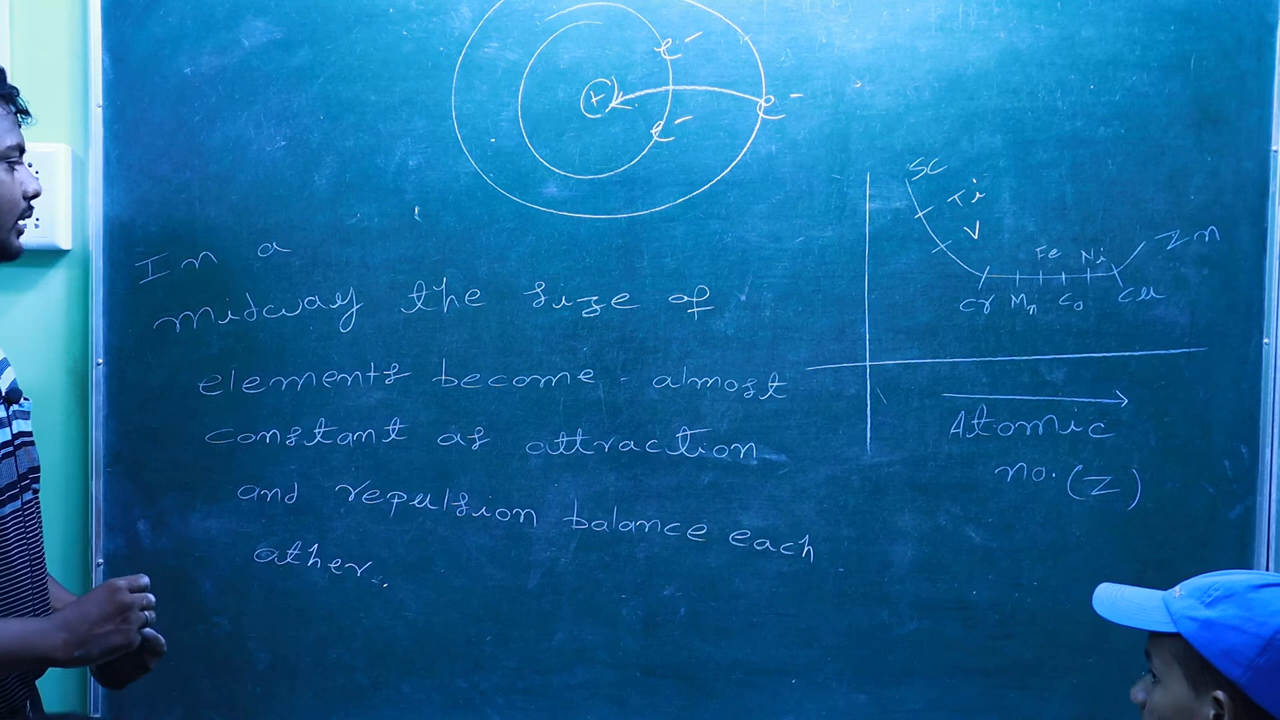 e-
+
e-
e-
In a
midway the size of
elements become - almost
constant as attraction
and repulsion balance each
other.
SC
Ti
V
Fe Ni Zn
Cr Mn Co Cu
Atomic
no. (Z)